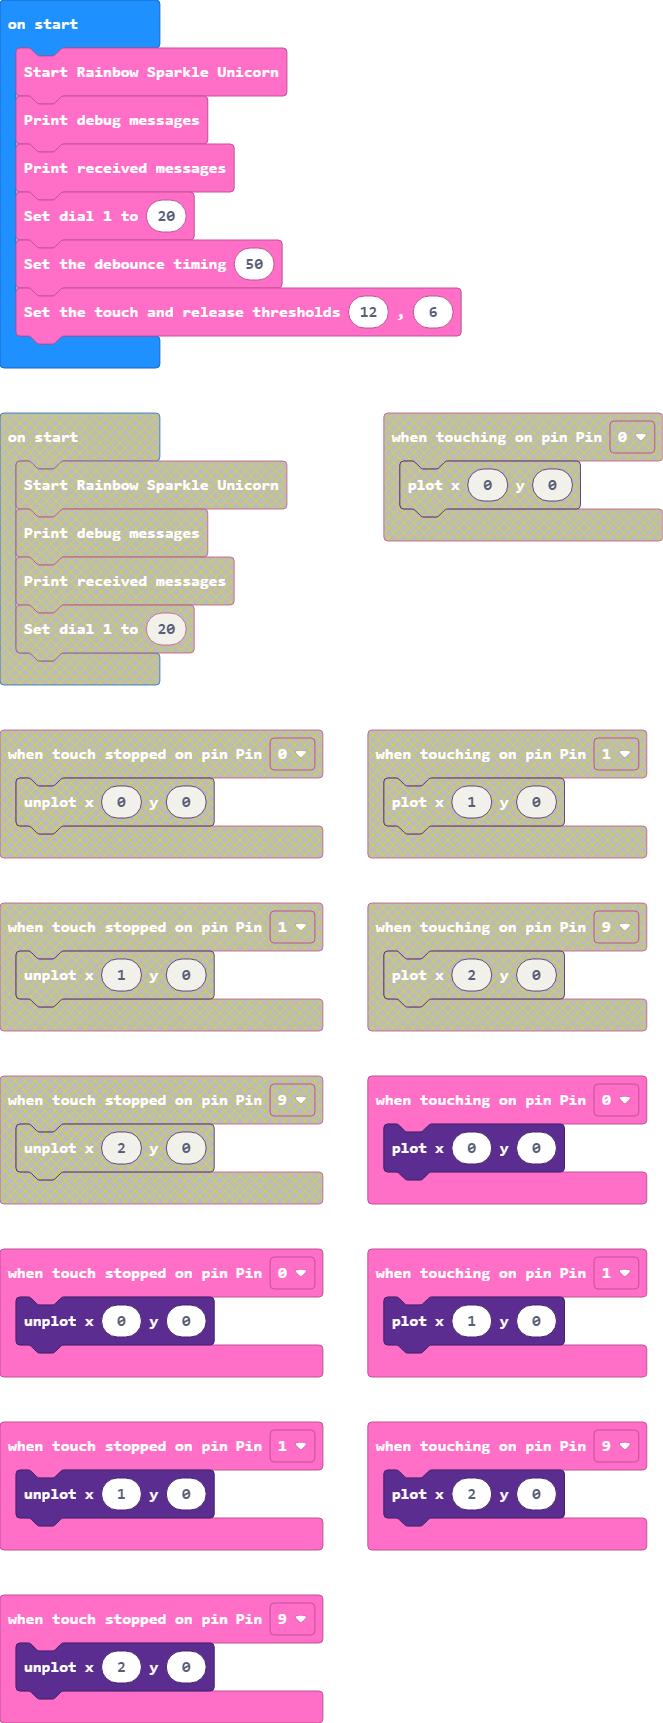 on start
Start Rainbow Sparkle Unicorn
Print debug messages
Print received messages
Set dial 1 to 20
Set the debounce timing 50
Set the touch and release thresholds 12 , 6
on start
Start Rainbow Sparkle Unicorn
Print debug messages
Print received messages
Set dial 1 to 20
when touching on pin Pin 0
plot x 0 y 0
when touch stopped on pin Pin 0
unplot x 0 y 0
when touching on pin Pin 1
plot x 1 y 0
when touch stopped on pin Pin 1
unplot x 1 y 0
when touching on pin Pin 9
plot x 2 y 0
when touch stopped on pin Pin 9
unplot x 2 y 0
when touching on pin Pin 0
plot x 0 y 0
when touch stopped on pin Pin 0
unplot x 0 y 0
when touching on pin Pin 1
plot x 1 y 0
when touch stopped on pin Pin 1
unplot x 1 y 0
when touching on pin Pin 9
plot x 2 y 0
when touch stopped on pin Pin 9
unplot x 2 y 0